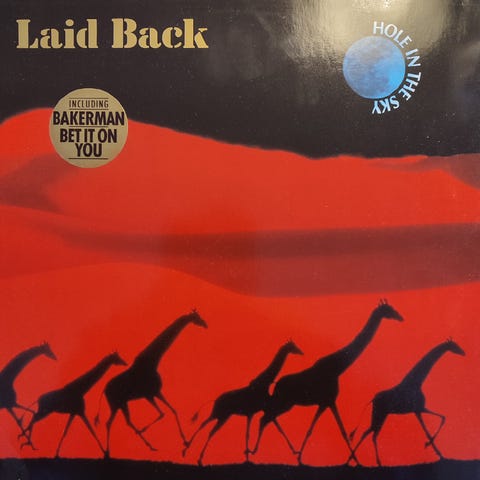 Laid Back
HOLE IN THE SKY
INCLUDING
BAKERMAN
BET IT ON
YOU